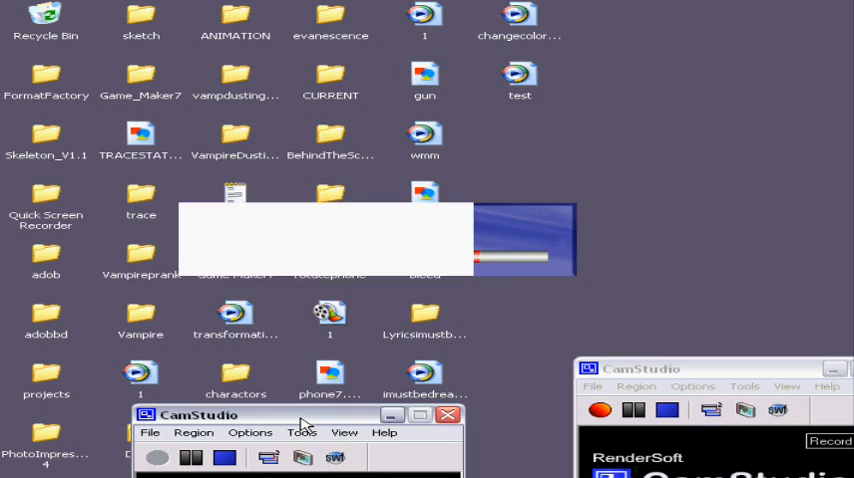 Recycle Bin
sketch
ANIMATION
evanescence
1
changecolor...
FormatFactory
Game_Maker7
vampdusting...
CURRENT
gun
test
Skeleton_V1.1
TRACESTAT...
VampireDusti...
BehindTheSc...
wmm
Quick Screen
Recorder
trace
adob
Vampireprank
adobbd
Vampire
transformati...
1
Lyricsimustb...
projects
1
charactors
phone7....
imustbedrea...
PhotoImpres...
4
CamStudio
File Region Options Tools View Help
CamStudio
File Region Options Tools View Help
Record
RenderSoft
CamStudio